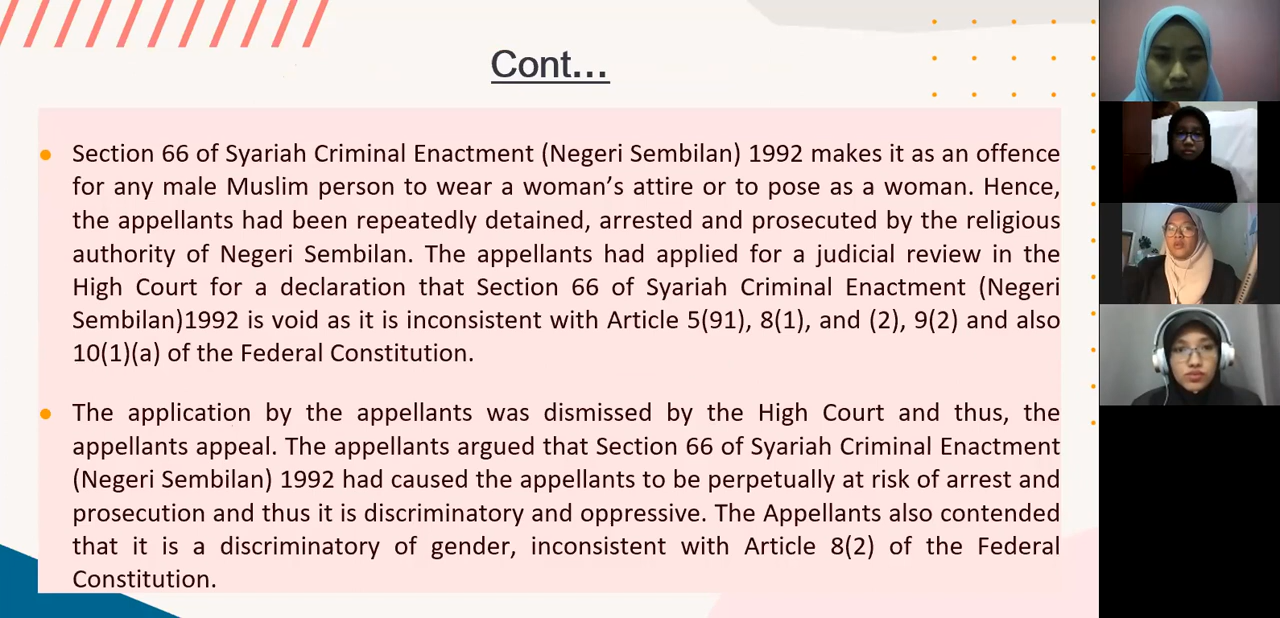 Cont...
Section 66 of Syariah Criminal Enactment (Negeri Sembilan) 1992 makes it as an offence
for any male Muslim person to wear a woman’s attire or to pose as a woman. Hence,
the appellants had been repeatedly detained, arrested and prosecuted by the religious
authority of Negeri Sembilan. The appellants had applied for a judicial review in the
High Court for a declaration that Section 66 of Syariah Criminal Enactment (Negeri
Sembilan)1992 is void as it is inconsistent with Article 5(91), 8(1), and (2), 9(2) and also
10(1)(a) of the Federal Constitution.
The application by the appellants was dismissed by the High Court and thus, the
appellants appeal. The appellants argued that Section 66 of Syariah Criminal Enactment
(Negeri Sembilan) 1992 had caused the appellants to be perpetually at risk of arrest and
prosecution and thus it is discriminatory and oppressive. The Appellants also contended
that it is a discriminatory of gender, inconsistent with Article 8(2) of the Federal
Constitution.